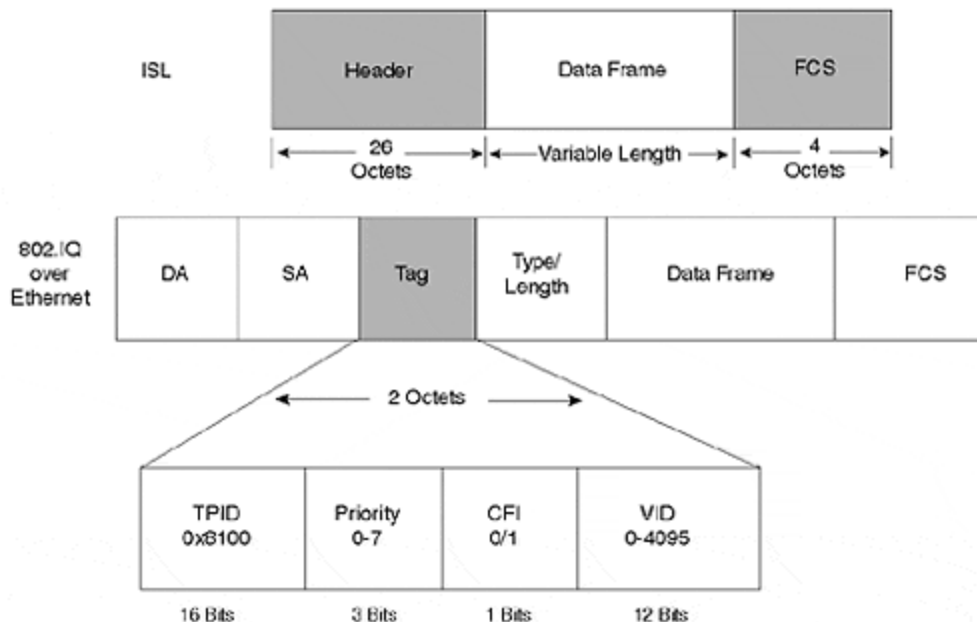 ISL
Header
Data Frame
FCS
26
Octets
Variable Length
4
Octets
802.IQ
over
Ethernet
DA
SA
Tag
Type/
Length
Data Frame
FCS
2 Octets
TPID
0x8100
Priority
0-7
CFI
0/1
VID
0-4095
16 Bits
3 Bits
1 Bits
12 Bits